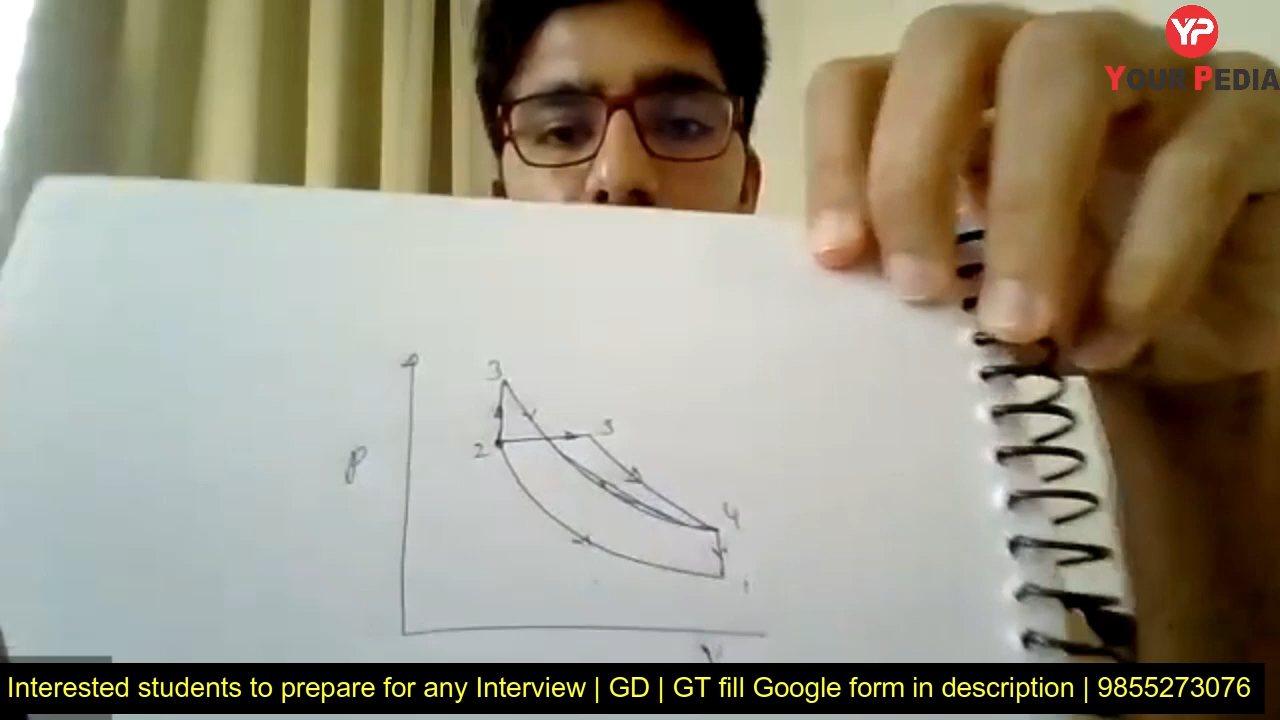 YP
YOUR PEDIA
3
2
3
P
4
1
V
Interested students to prepare for any Interview | GD | GT fill Google form in description | 9855273076